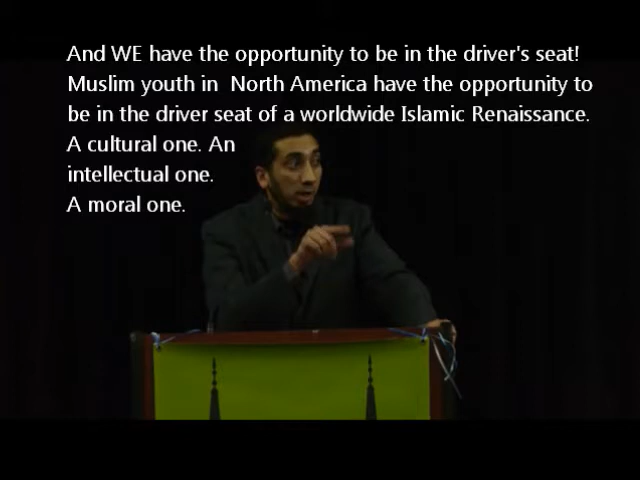 And WE have the opportunity to be in the driver's seat!
Muslim youth in  North America have the opportunity to
be in the driver seat of a worldwide Islamic Renaissance.
A cultural one. An
intellectual one.
A moral one.